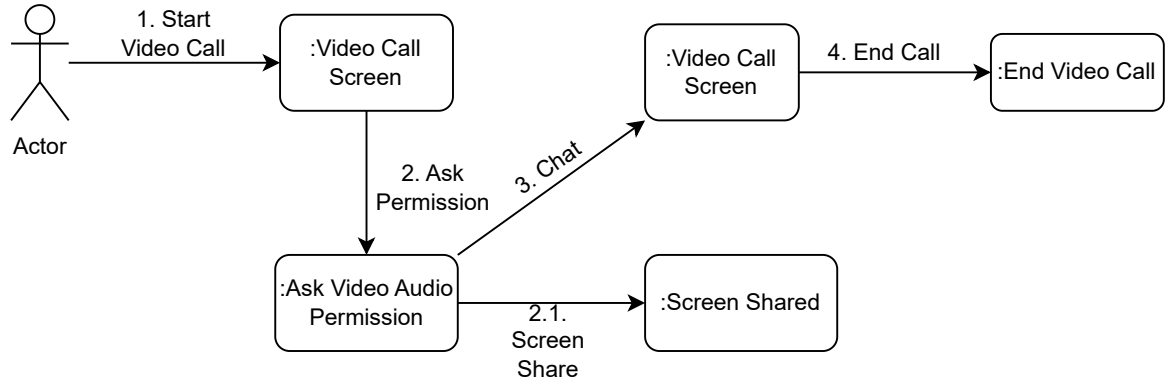 1. Start
Video Call
Actor
:Video Call
Screen
2. Ask
Permission
:Ask Video Audio
Permission
3. Chat
2.1.
Screen
Share
:Screen Shared
:Video Call
Screen
4. End Call
:End Video Call